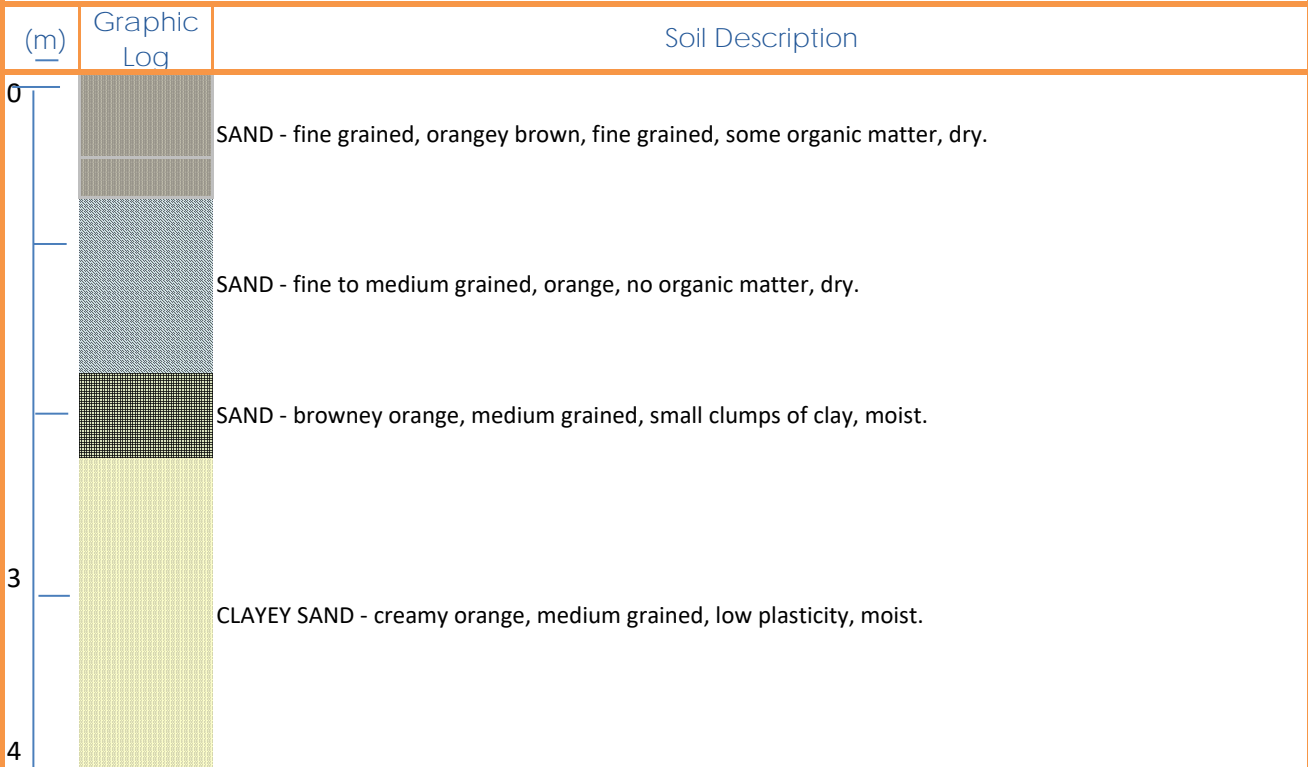 (m)
Graphic
Log
Soil Description
0
SAND - fine grained, orangey brown, fine grained, some organic matter, dry.
SAND - fine to medium grained, orange, no organic matter, dry.
SAND - browney orange, medium grained, small clumps of clay, moist.
3
CLAYEY SAND - creamy orange, medium grained, low plasticity, moist.
4